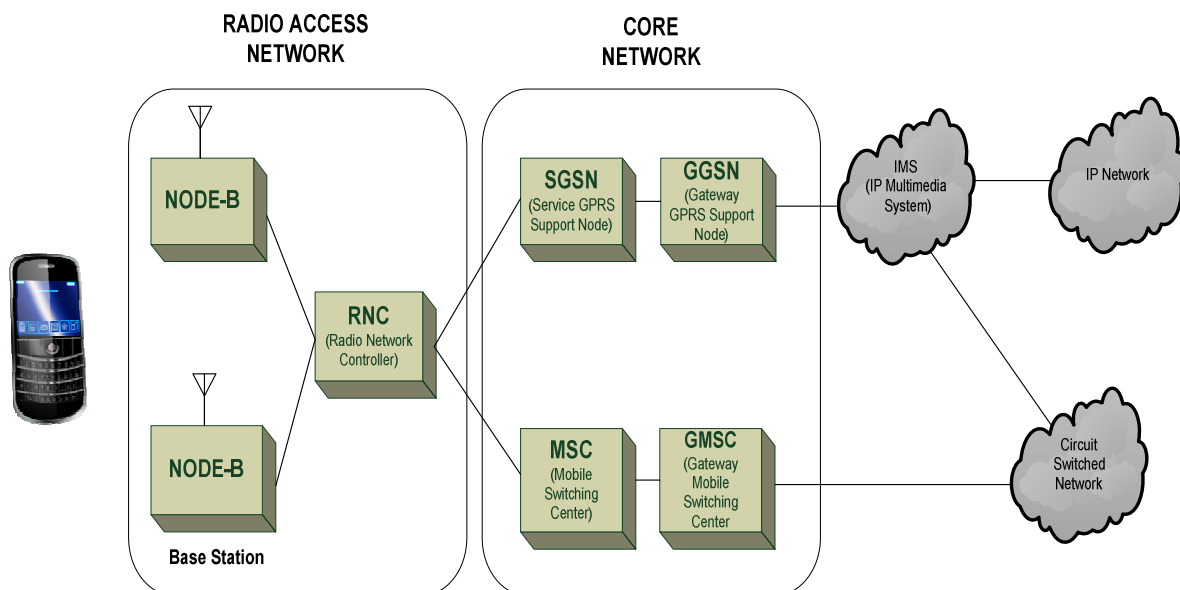 RADIO ACCESS
NETWORK
CORE
NETWORK
NODE-B
SGSN
(Service GPRS
Support Node)
GGSN
(Gateway
GPRS Support
Node)
IMS
(IP Multimedia
System)
IP Network
RNC
(Radio Network
Controller)
NODE-B
MSC
(Mobile
Switching
Center)
GMSC
(Gateway
Mobile
Switching
Center
Circuit
Switched
Network
Base Station